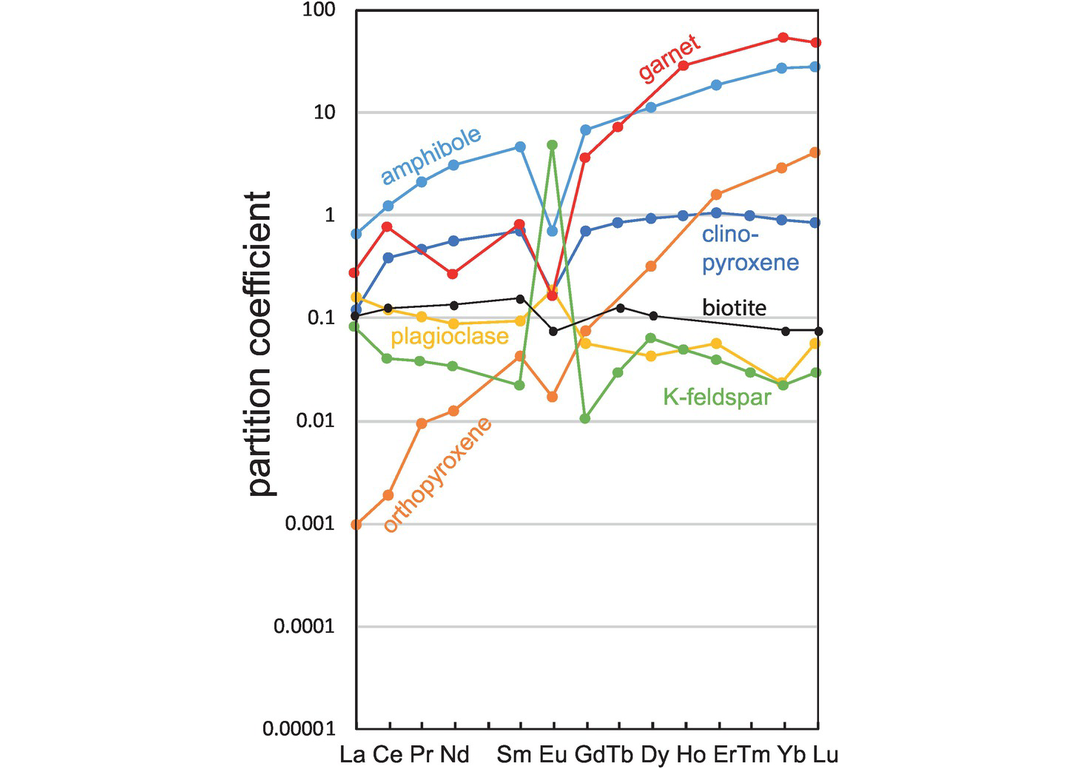 100
10
1
0.1
0.01
0.001
0.0001
0.00001
partition coefficient
garnet
amphibole
clino-
pyroxene
biotite
plagioclase
K-feldspar
orthopyroxene
La Ce Pr Nd Sm Eu GdTb Dy Ho ErTm Yb Lu